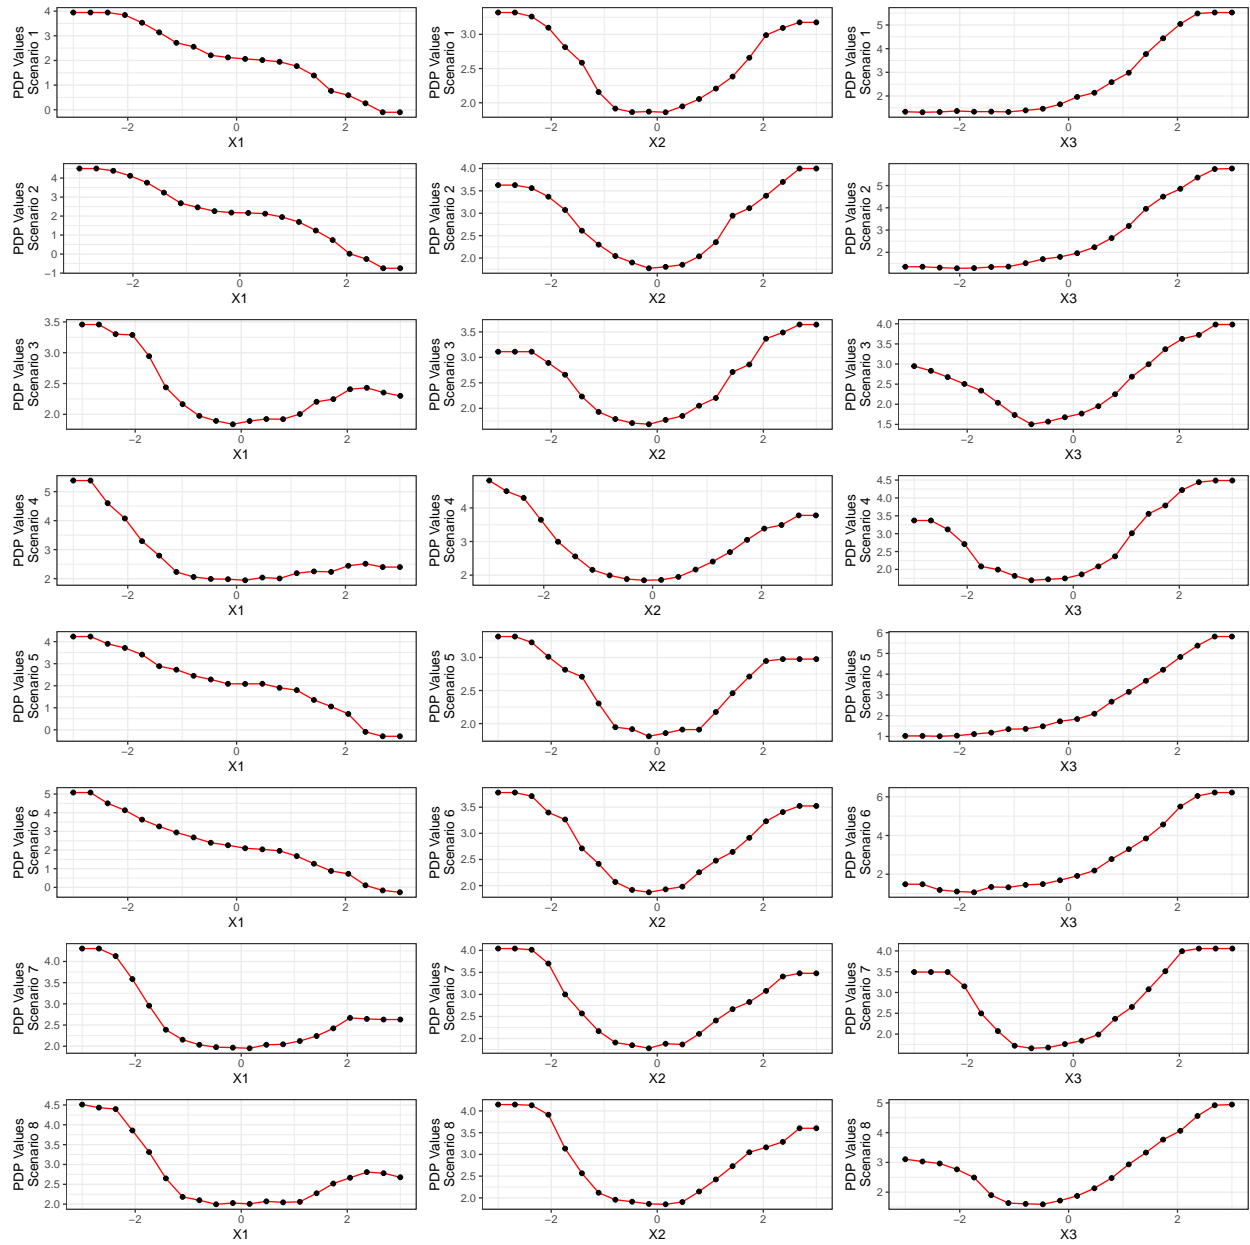 PDP Values
Scenario 1
4
3
2
1
0
−2 0 2
X1
PDP Values
Scenario 1
3.0
2.5
2.0
−2 0 2
X2
PDP Values
Scenario 1
5
4
3
2
−2 0 2
X3
PDP Values
Scenario 2
4
3
2
1
0
−1
−2 0 2
X1
PDP Values
Scenario 2
4.0
3.5
3.0
2.5
2.0
−2 0 2
X2
PDP Values
Scenario 2
5
4
3
2
−2 0 2
X3
PDP Values
Scenario 3
3.5
3.0
2.5
2.0
−2 0 2
X1
PDP Values
Scenario 3
3.5
3.0
2.5
2.0
−2 0 2
X2
PDP Values
Scenario 3
4.0
3.5
3.0
2.5
2.0
1.5
−2 0 2
X3
PDP Values
Scenario 4
5
4
3
2
−2 0 2
X1
PDP Values
Scenario 4
4
3
2
−2 0 2
X2
PDP Values
Scenario 4
4.5
4.0
3.5
3.0
2.5
2.0
−2 0 2
X3
PDP Values
Scenario 5
4
3
2
1
0
−2 0 2
X1
PDP Values
Scenario 5
3.0
2.5
2.0
−2 0 2
X2
PDP Values
Scenario 5
6
5
4
3
2
1
−2 0 2
X3
PDP Values
Scenario 6
5
4
3
2
1
0
−2 0 2
X1
PDP Values
Scenario 6
3.5
3.0
2.5
2.0
−2 0 2
X2
PDP Values
Scenario 6
6
4
2
−2 0 2
X3
PDP Values
Scenario 7
4.0
3.5
3.0
2.5
2.0
−2 0 2
X1
PDP Values
Scenario 7
4.0
3.5
3.0
2.5
2.0
−2 0 2
X2
PDP Values
Scenario 7
4.0
3.5
3.0
2.5
2.0
−2 0 2
X3
PDP Values
Scenario 8
4.5
4.0
3.5
3.0
2.5
2.0
−2 0 2
X1
PDP Values
Scenario 8
4.0
3.5
3.0
2.5
2.0
−2 0 2
X2
PDP Values
Scenario 8
5
4
3
2
−2 0 2
X3